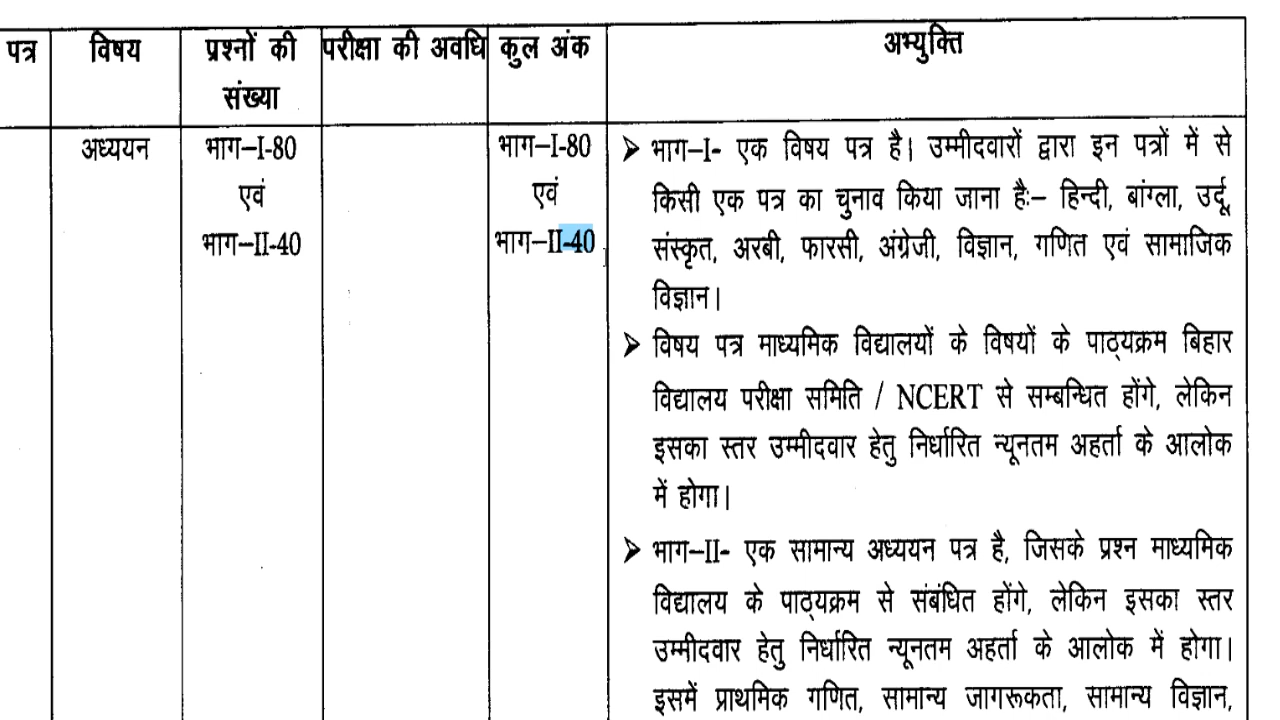 पत्र विषय प्रश्नों की परीक्षा की अवधि कुल अंक अभ्युक्ति
संख्या
अध्ययन भाग–I-80 भाग–I-80 ➢ भाग–I- एक विषय पत्र है। उम्मीदवारों द्वारा इन पत्रों में से
एवं एवं किसी एक पत्र का चुनाव किया जाना हैः– हिन्दी, बांग्ला, उर्दू,
भाग–II-40 भाग–II-40 संस्कृत, अरबी, फारसी, अंग्रेजी, विज्ञान, गणित एवं सामाजिक
विज्ञान।
➢ विषय पत्र माध्यमिक विद्यालयों के विषयों के पाठ्यक्रम बिहार
विद्यालय परीक्षा समिति / NCERT से सम्बन्धित होंगे, लेकिन
इसका स्तर उम्मीदवार हेतु निर्धारित न्यूनतम अहर्ता के आलोक
में होगा।
➢ भाग–II- एक सामान्य अध्ययन पत्र है, जिसके प्रश्न माध्यमिक
विद्यालय के पाठ्यक्रम से संबंधित होंगे, लेकिन इसका स्तर
उम्मीदवार हेतु निर्धारित न्यूनतम अहर्ता के आलोक में होगा।
इसमें प्राथमिक गणित, सामान्य जागरूकता, सामान्य विज्ञान,